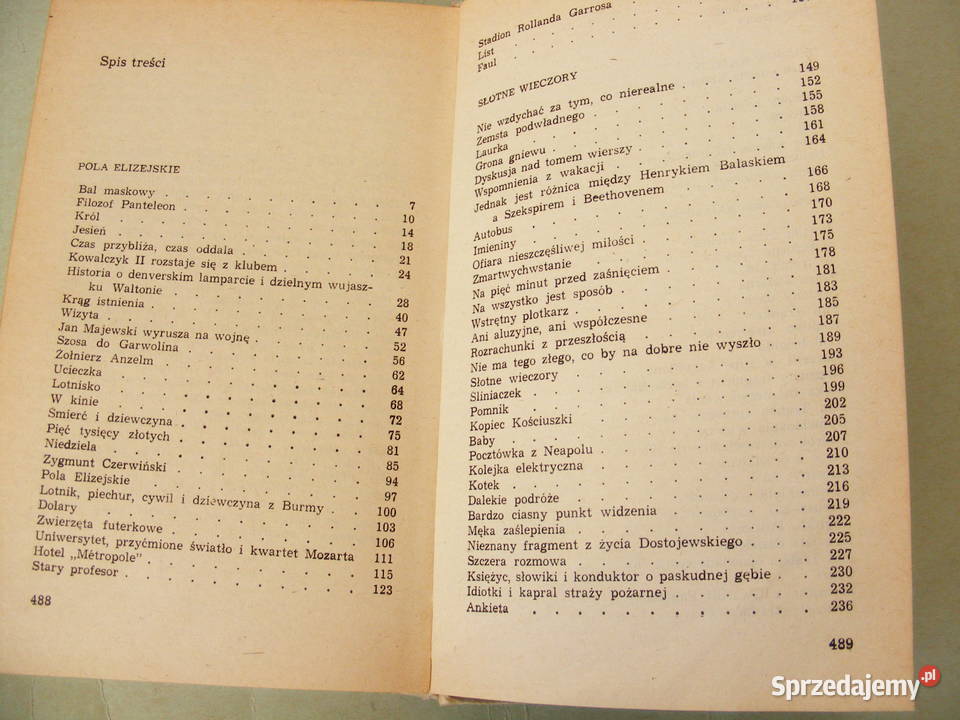 Spis treści
POLA ELIZEJSKIE
Bal maskowy . . . . . . . . . 7
Filozof Panteleon . . . . . . . . . 10
Król . . . . . . . . . 14
Jesień . . . . . . . . . 18
Czas przybliża, czas oddala . . . . . . 21
Kowalczyk II rozstaje się z klubem . . . . 24
Historia o denverskim lamparcie i dzielnym wujasz-
ku Waltonie . . . . . . . . 28
Krąg istnienia . . . . . . . . 40
Wizyta . . . . . . . . . 47
Jan Majewski wyrusza na wojnę . . . . . 52
Szosa do Garwolina . . . . . . . 56
Żołnierz Anzelm . . . . . . . . 62
Ucieczka . . . . . . . . . 64
Lotnisko . . . . . . . . . 68
W kinie . . . . . . . . . 72
Śmierć i dziewczyna . . . . . . . 75
Pięć tysięcy złotych . . . . . . . 81
Niedziela . . . . . . . . . 85
Zygmunt Czerwiński . . . . . . . 94
Pola Elizejskie . . . . . . . . 97
Lotnik, piechur, cywil i dziewczyna z Burmy . . 100
Dolary . . . . . . . . . 103
Zwierzęta futerkowe . . . . . . . 106
Uniwersytet, przyćmione światło i kwartet Mozarta 111
Hotel „Métropole" . . . . . . . . 115
Stary profesor . . . . . . . . 123
488
Stadion Rollanda Garrosa . . . . .
List . . . . . . . . .
Faul . . . . . . . . .
SŁOTNE WIECZORY
Nie wzdychać za tym, co nierealne . . . . 149
Zemsta podwładnego . . . . . . . 152
Laurka . . . . . . . . . 155
Grona gniewu . . . . . . . . 158
Dyskusja nad tomem wierszy . . . . . 161
Wspomnienia z wakacji . . . . . . 164
Jednak jest różnica między Henrykiem Balaskiem
a Szekspirem i Beethovenem . . . . . 166
Autobus . . . . . . . . . 168
Imieniny . . . . . . . . . 170
Ofiara nieszczęśliwej miłości . . . . . 173
Zmartwychwstanie . . . . . . . 175
Na pięć minut przed zaśnięciem . . . . . 178
Na wszystko jest sposób . . . . . . 181
Wstrętny plotkarz . . . . . . . 183
Ani aluzyjne, ani współczesne . . . . . 185
Rozrachunki z przeszłością . . . . . . 187
Nie ma tego złego, co by na dobre nie wyszło . . 189
Słotne wieczory . . . . . . . . 193
Sliniaczek . . . . . . . . . 196
Pomnik . . . . . . . . . 199
Kopiec Kościuszki . . . . . . . 202
Baby . . . . . . . . . 205
Pocztówka z Neapolu . . . . . . . 207
Kolejka elektryczna . . . . . . . 210
Kotek . . . . . . . . . 213
Dalekie podróże . . . . . . . . 216
Bardzo ciasny punkt widzenia . . . . . 219
Męka zaślepienia . . . . . . . . 222
Nieznany fragment z życia Dostojewskiego . . . 225
Szczera rozmowa . . . . . . . . 227
Księżyc, słowiki i konduktor o paskudnej gębie . . 230
Idiotki i kapral straży pożarnej . . . . . 232
Ankieta . . . . . . . . . 236
489
Sprzedajemy.pl